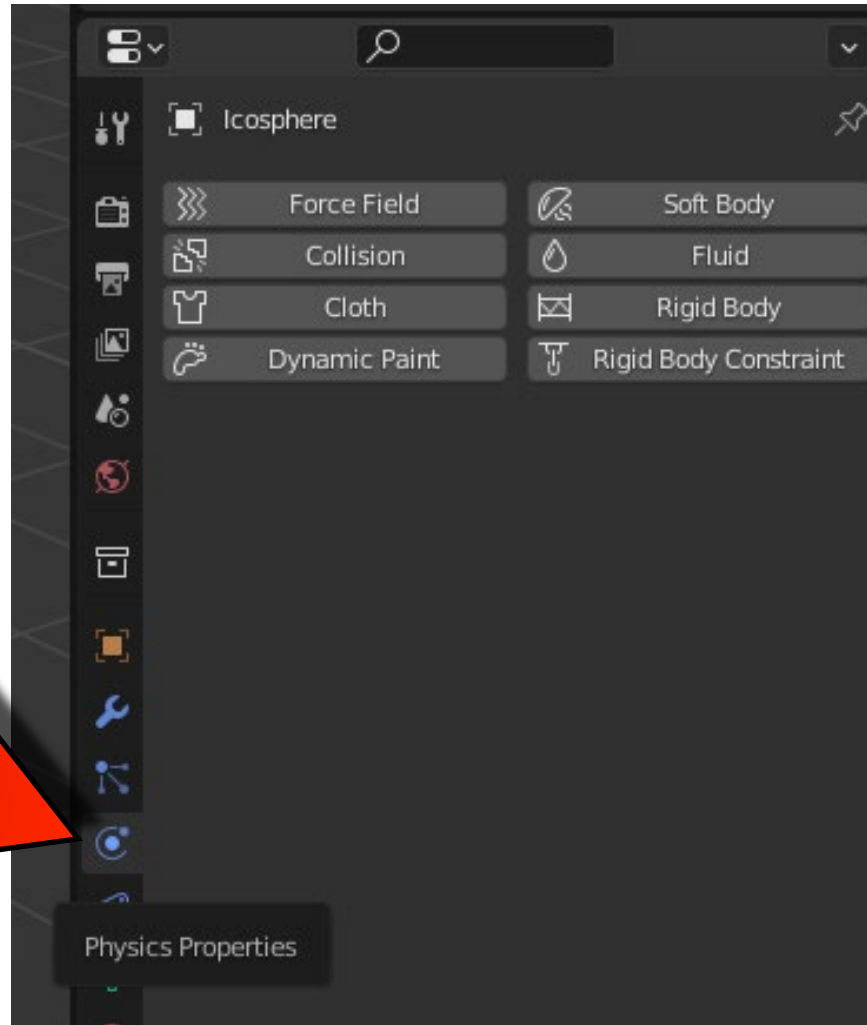 Icosphere
Force Field
Soft Body
Collision
Fluid
Cloth
Rigid Body
Dynamic Paint
Rigid Body Constraint
Physics Properties